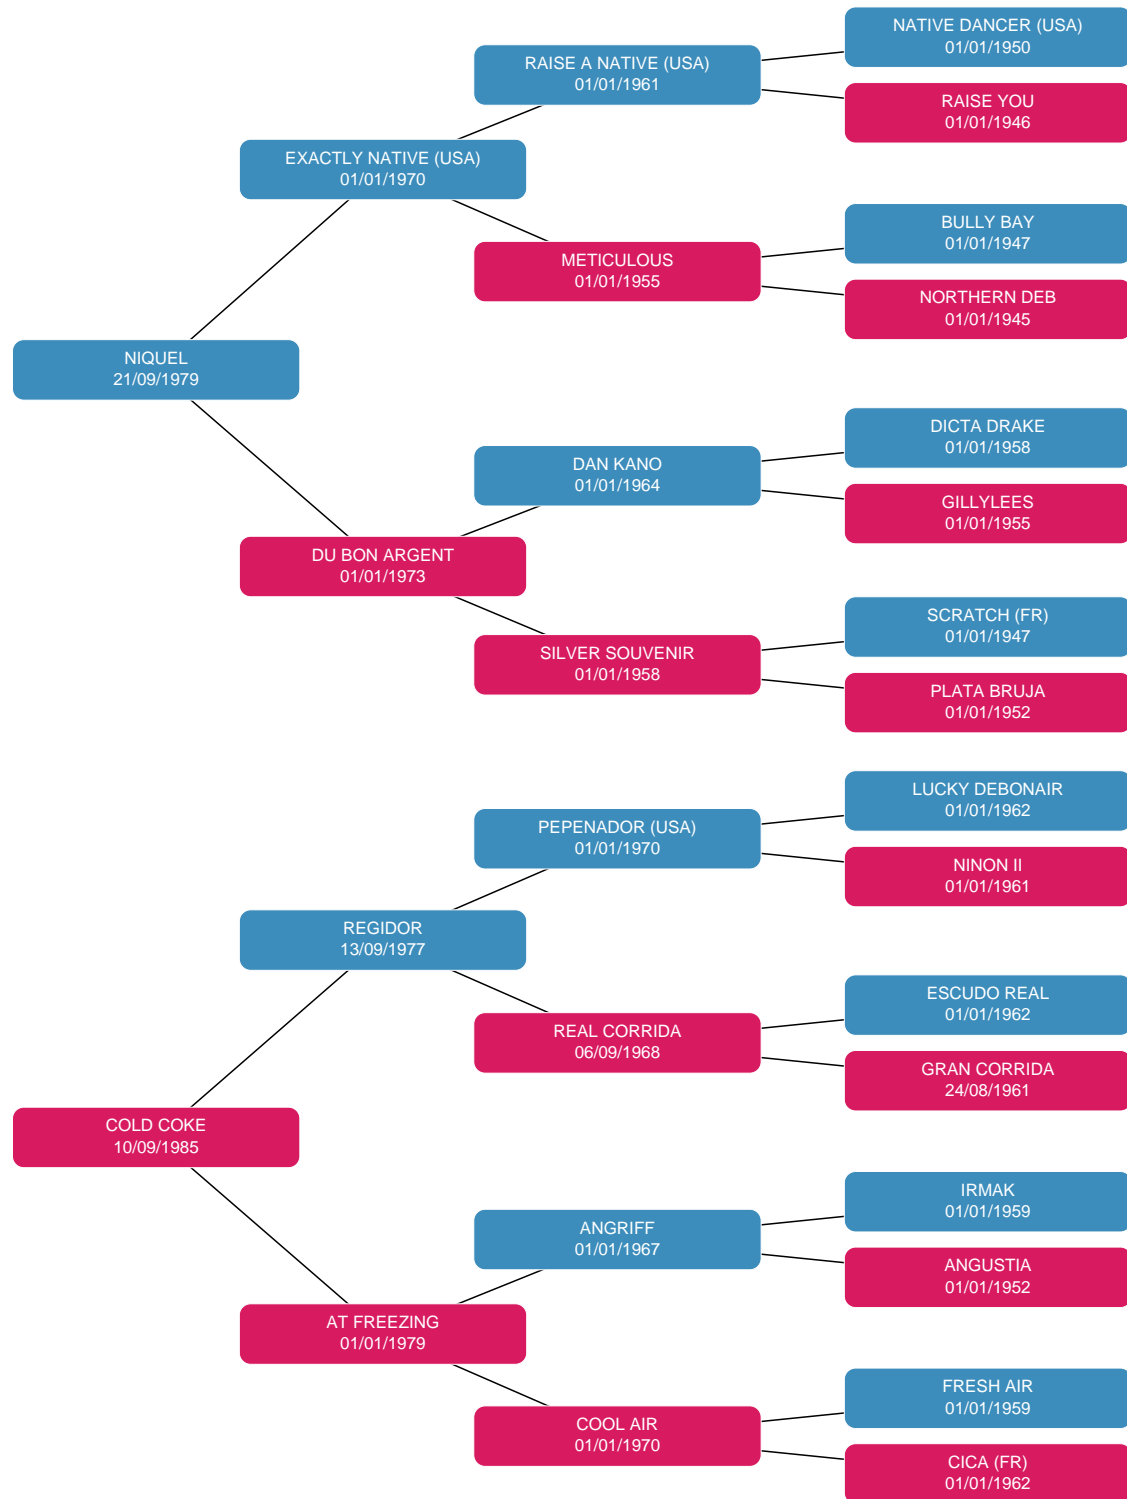 NATIVE DANCER (USA)
01/01/1950
RAISE A NATIVE (USA)
01/01/1961
RAISE YOU
01/01/1946
EXACTLY NATIVE (USA)
01/01/1970
BULLY BAY
01/01/1947
METICULOUS
01/01/1955
NORTHERN DEB
01/01/1945
NIQUEL
21/09/1979
DICTA DRAKE
01/01/1958
DAN KANO
01/01/1964
GILLYLEES
01/01/1955
DU BON ARGENT
01/01/1973
SCRATCH (FR)
01/01/1947
SILVER SOUVENIR
01/01/1958
PLATA BRUJA
01/01/1952
LUCKY DEBONAIR
01/01/1962
PEPENADOR (USA)
01/01/1970
NINON II
01/01/1961
REGIDOR
13/09/1977
ESCUDO REAL
01/01/1962
REAL CORRIDA
06/09/1968
GRAN CORRIDA
24/08/1961
COLD COKE
10/09/1985
IRMAK
01/01/1959
ANGRIFF
01/01/1967
ANGUSTIA
01/01/1952
AT FREEZING
01/01/1979
FRESH AIR
01/01/1959
COOL AIR
01/01/1970
CICA (FR)
01/01/1962